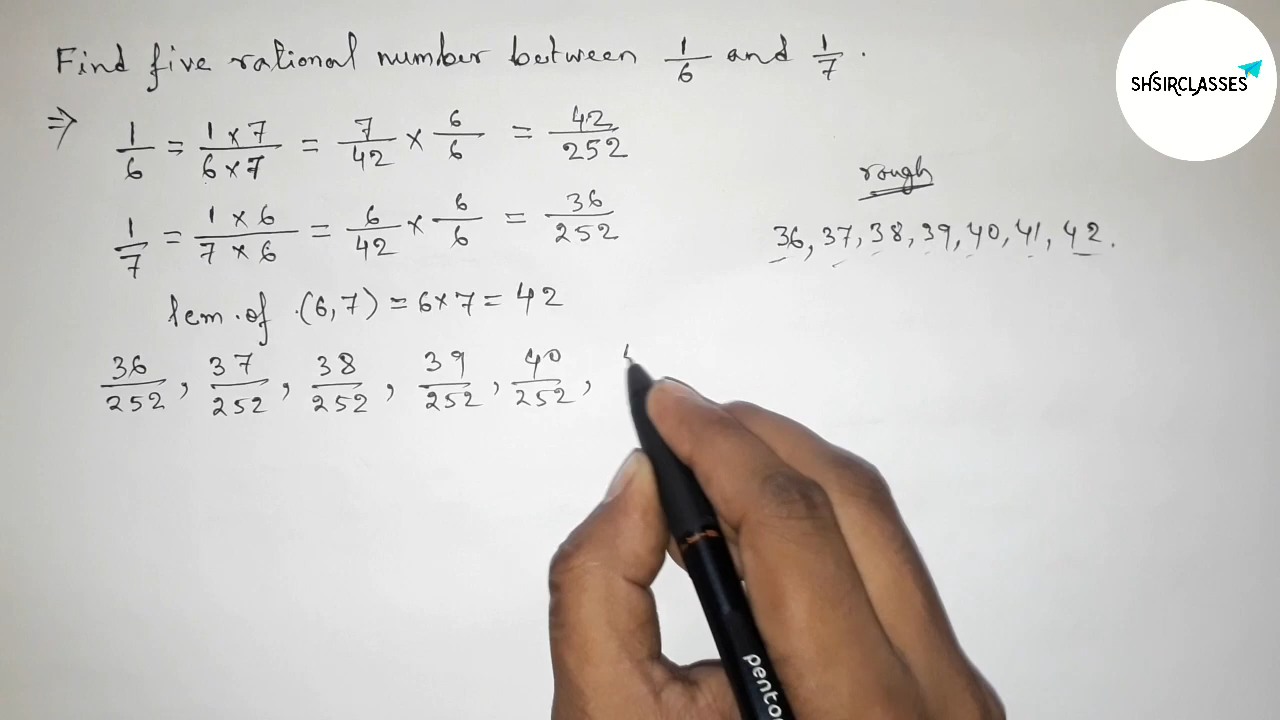 Find five rational number between 1/6 and 1/7 .
⇒ 1/6 = (1 × 7)/(6 × 7) = 7/42 × 6/6 = 42/252
1/7 = (1 × 6)/(7 × 6) = 6/42 × 6/6 = 36/252
lcm. of .(6,7) = 6×7 = 42
36/252 , 37/252 , 38/252 , 39/252 , 40/252 ,
rough
36, 37, 38, 39, 40, 41, 42 .
SHSIRCLASSES
pento